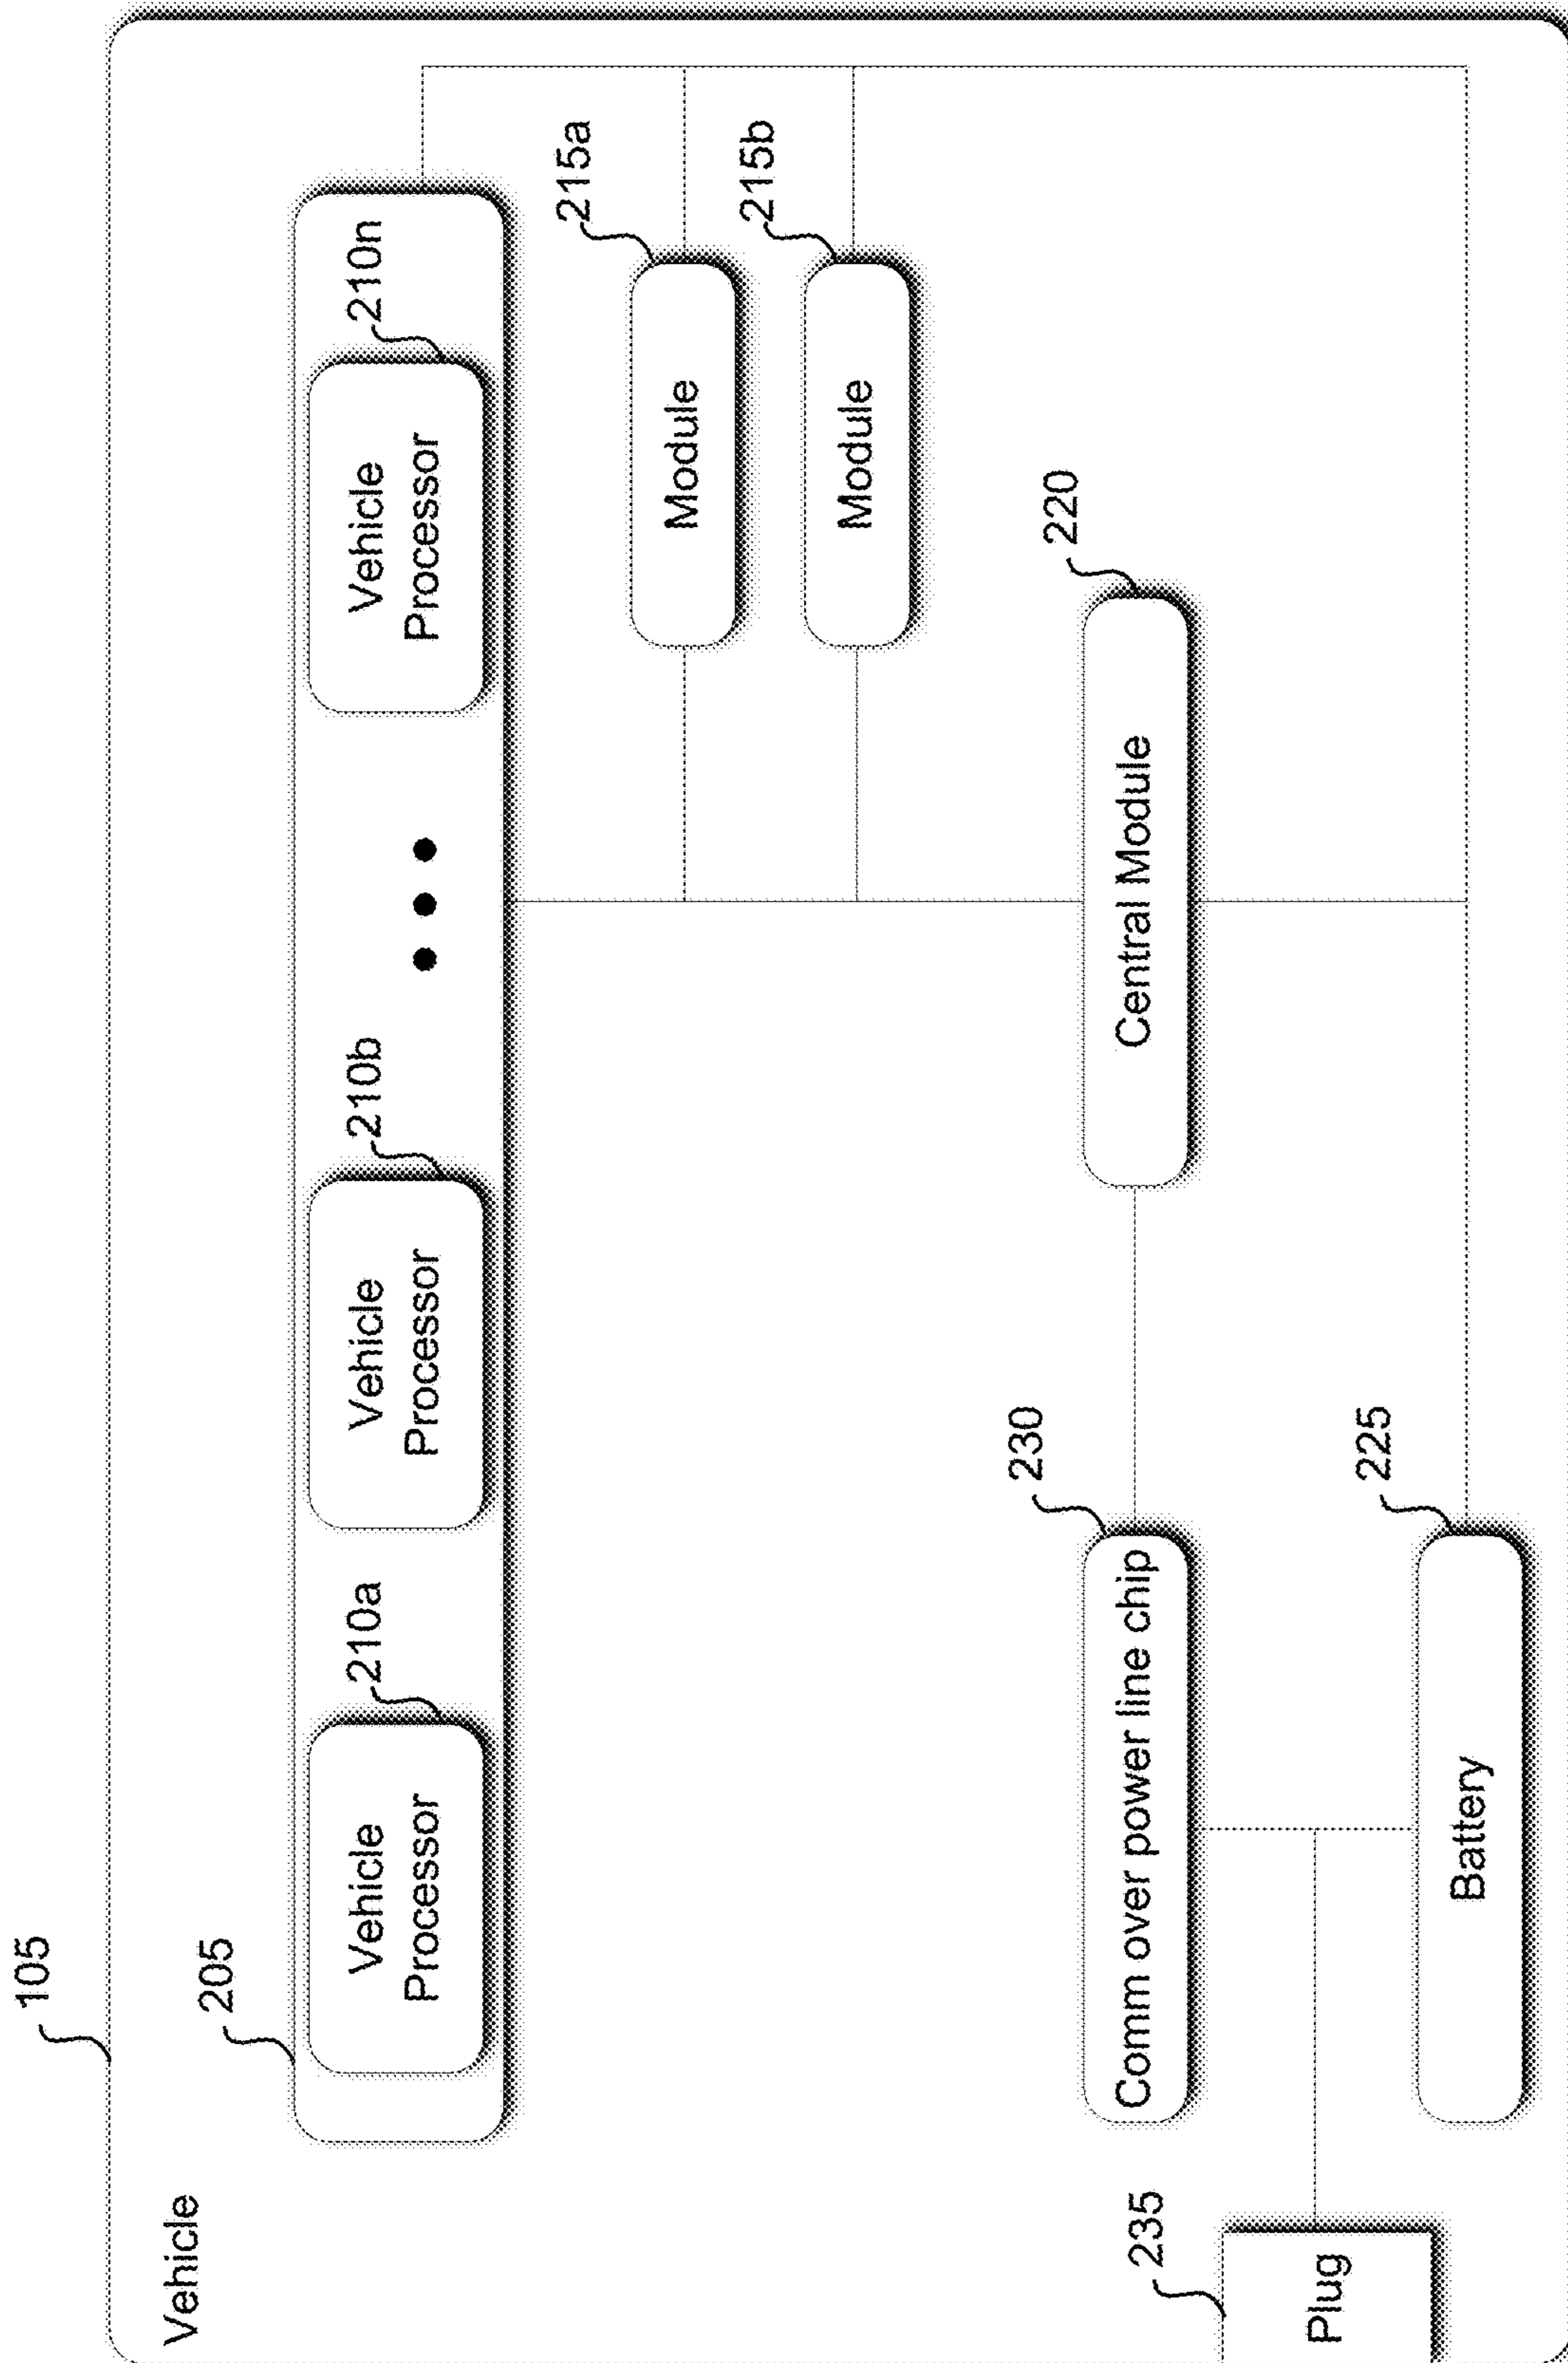 105
Vehicle
205
Vehicle
Processor
210a
Vehicle
Processor
210b
Vehicle
Processor
210n
Module
215a
Module
215b
Central Module
220
Comm over power line chip
230
Battery
225
Plug
235